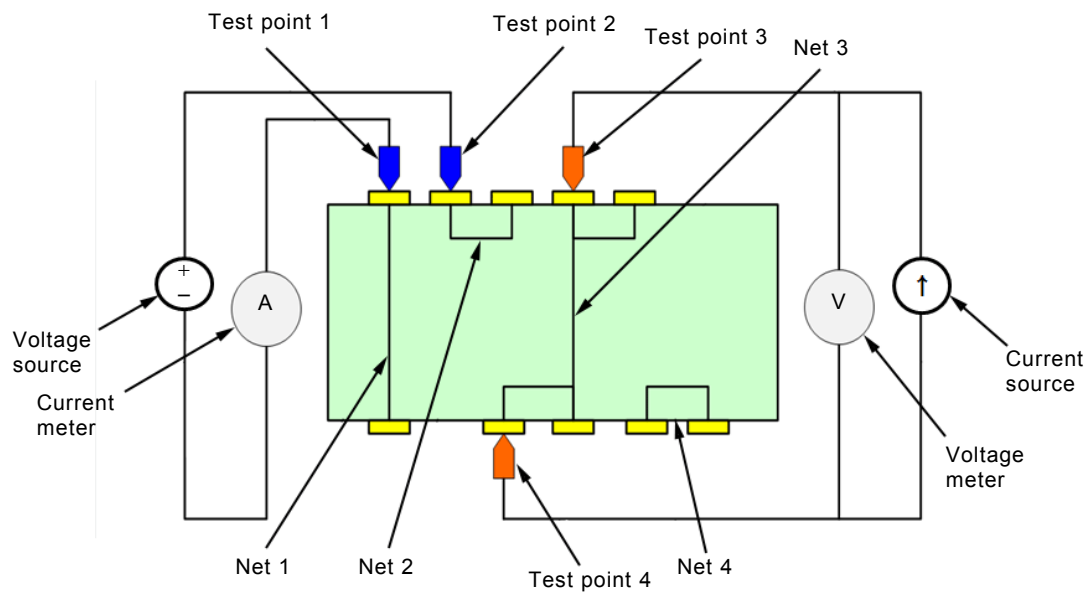 Test point 1
Test point 2
Test point 3
Net 3
+
−
A
V
↑
Voltage
source
Current
meter
Current
source
Voltage
meter
Net 1
Net 2
Test point 4
Net 4